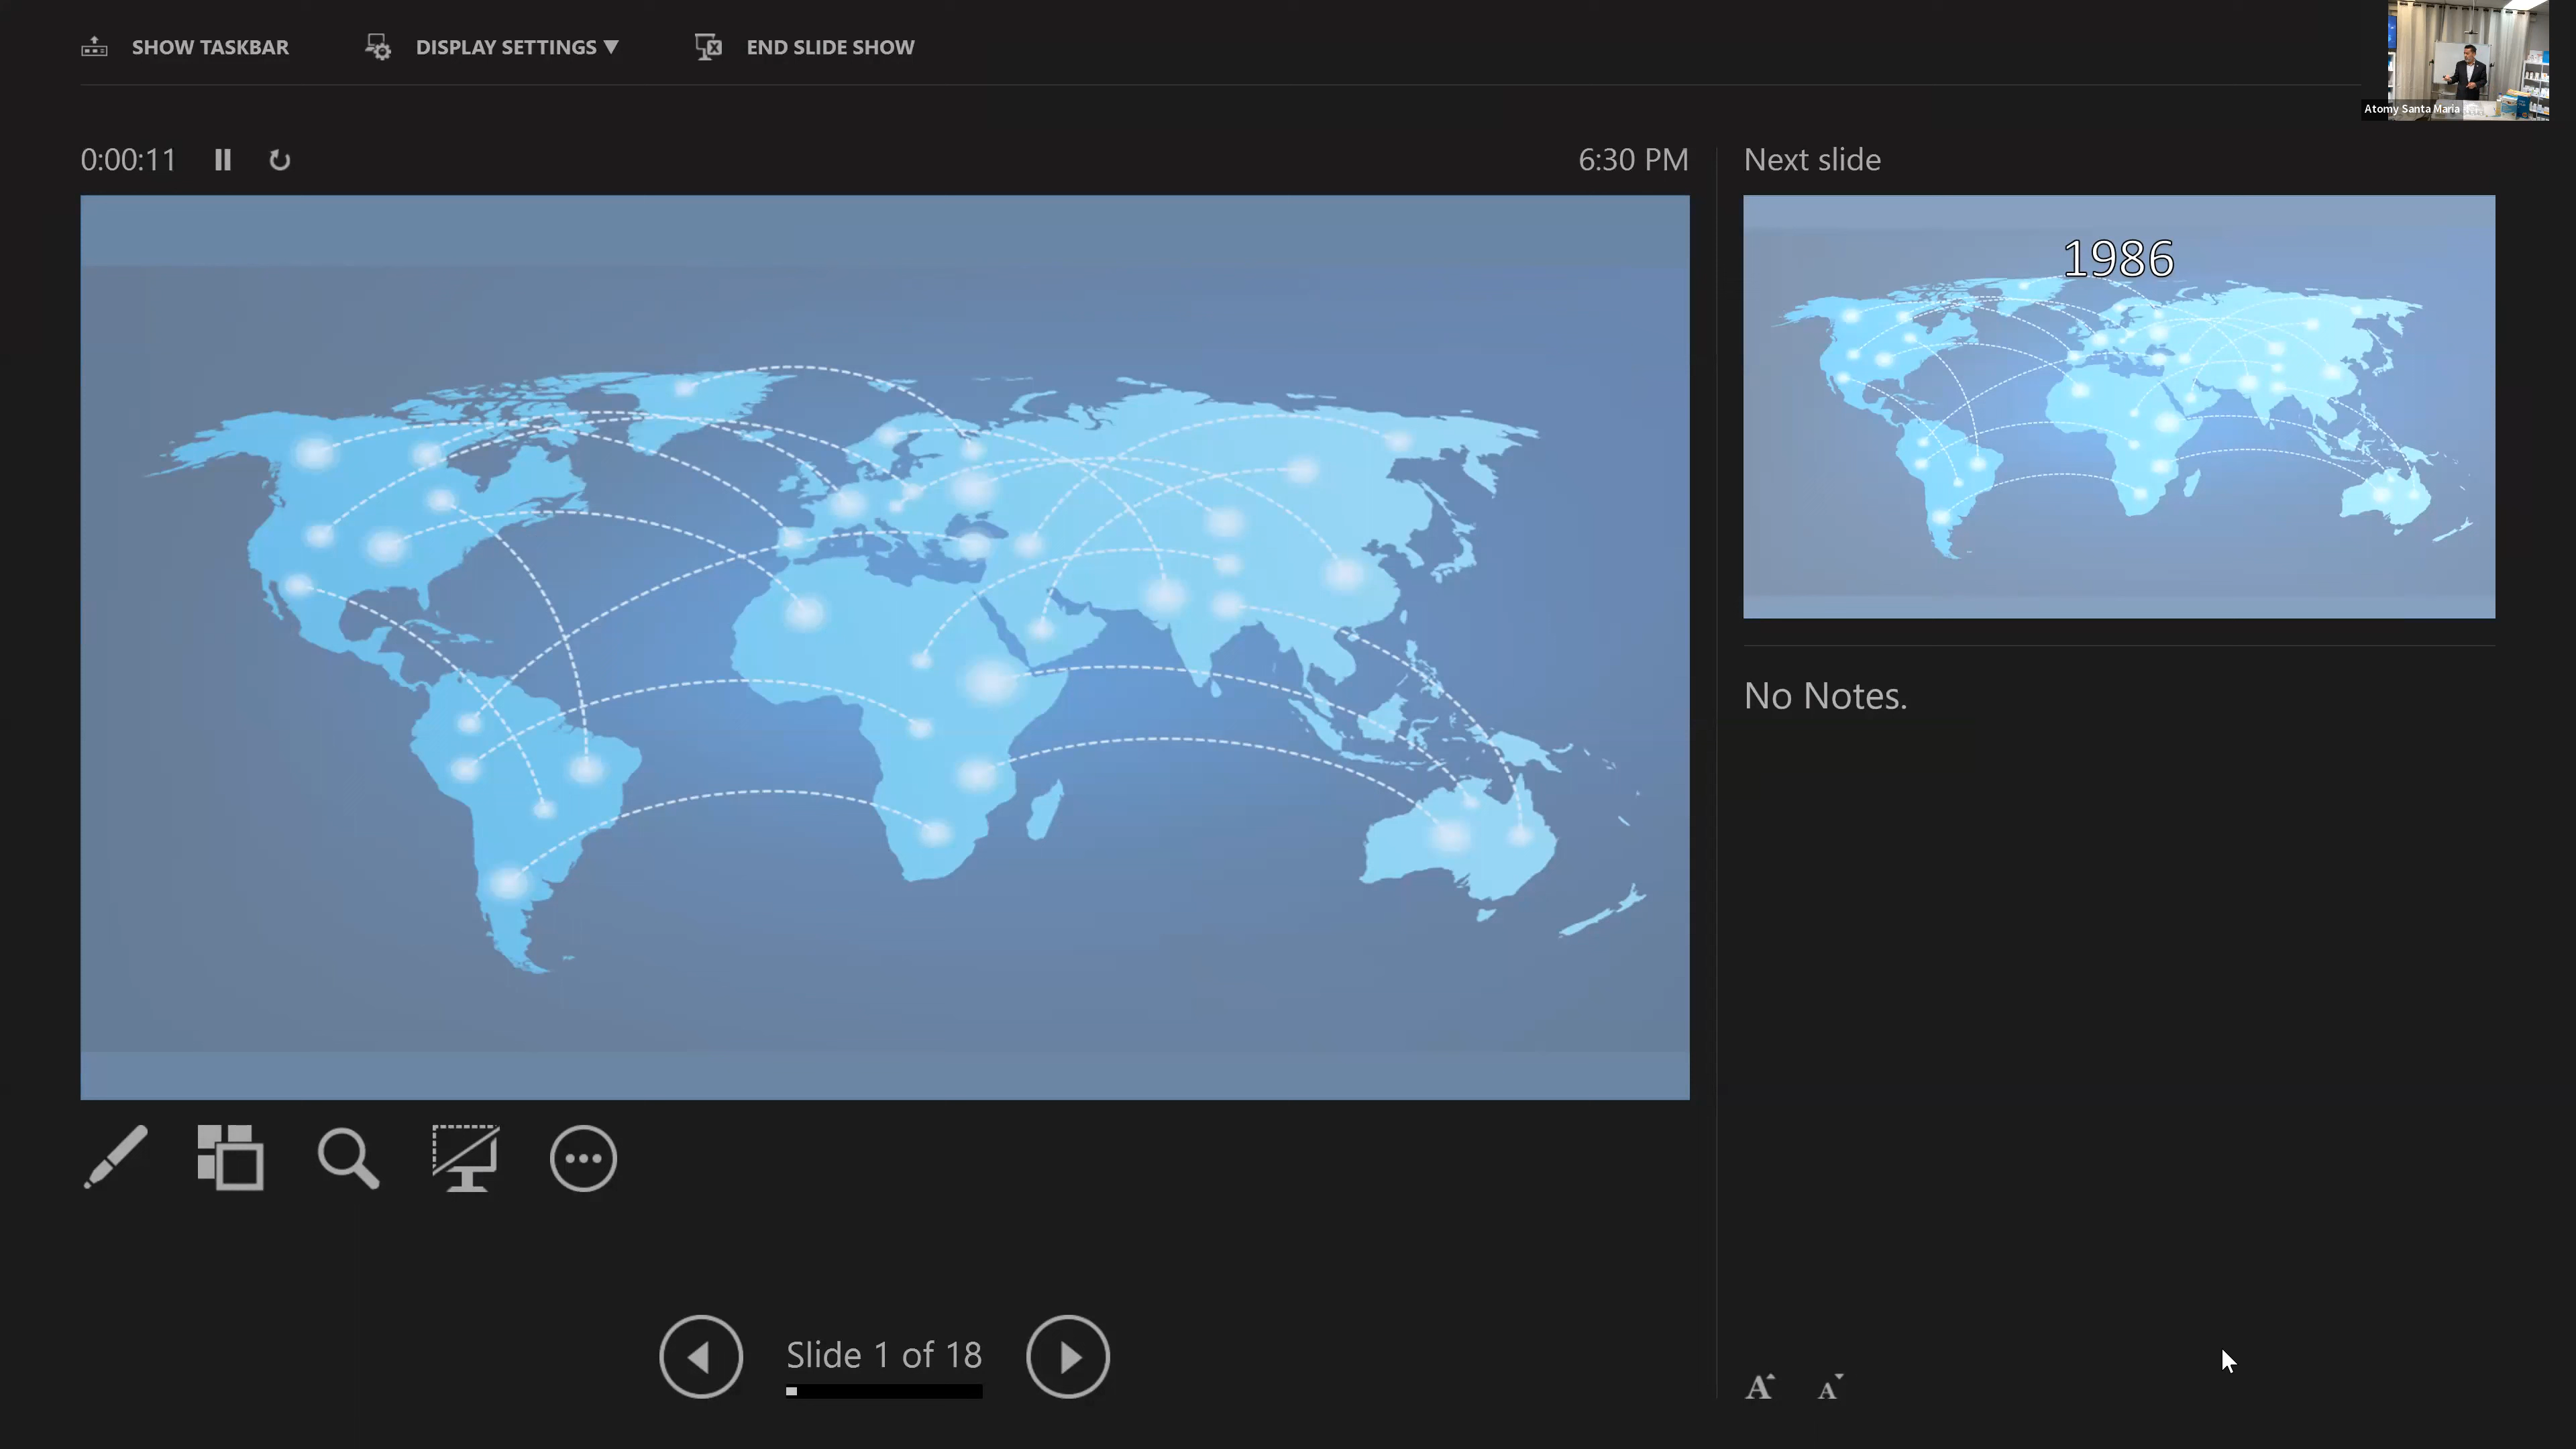 SHOW TASKBAR
DISPLAY SETTINGS ▼
END SLIDE SHOW
Atomy Santa Maria
0:00:11
6:30 PM
Next slide
1986
No Notes.
Slide 1 of 18
A
A